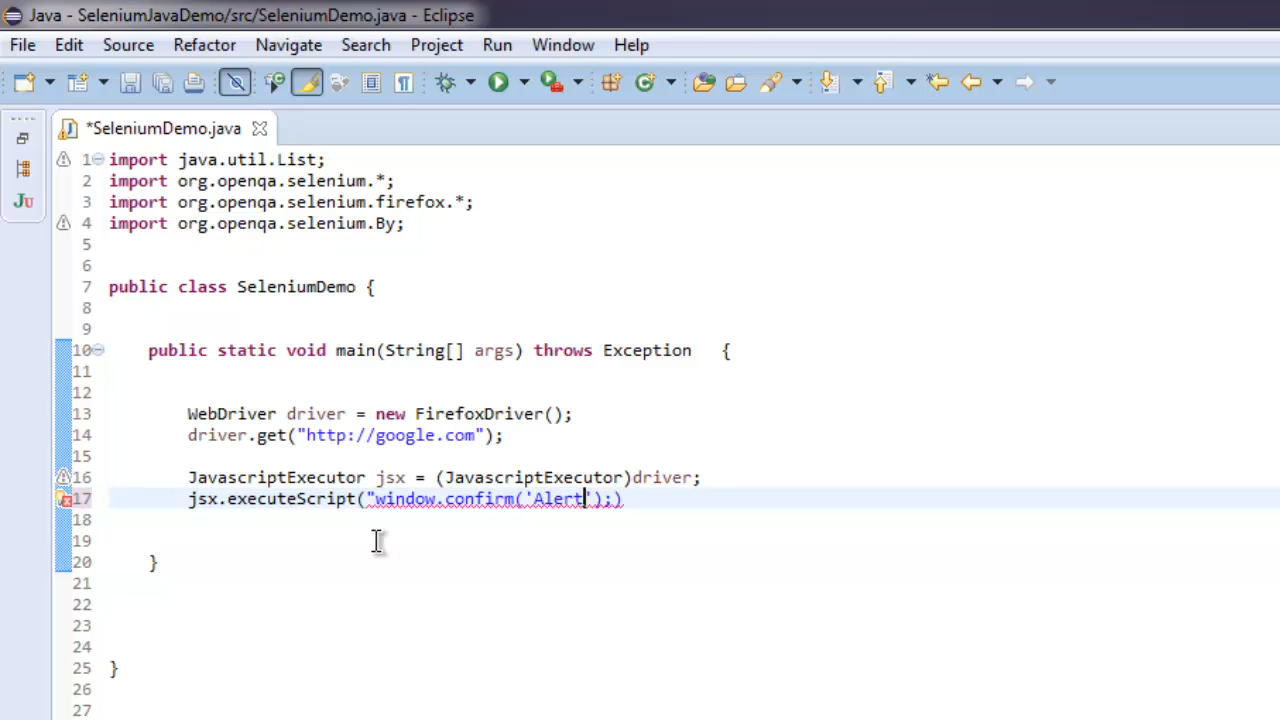 Java - SeleniumJavaDemo/src/SeleniumDemo.java - Eclipse
File Edit Source Refactor Navigate Search Project Run Window Help
*SeleniumDemo.java
1 import java.util.List;
2 import org.openqa.selenium.*;
3 import org.openqa.selenium.firefox.*;
4 import org.openqa.selenium.By;
5
6
7 public class SeleniumDemo {
8
9
10 public static void main(String[] args) throws Exception {
11
12
13 WebDriver driver = new FirefoxDriver();
14 driver.get("http://google.com");
15
16 JavascriptExecutor jsx = (JavascriptExecutor)driver;
17 jsx.executeScript("window.confirm('Alert');)
18
19
20 }
21
22
23
24
25 }
26
27
JU